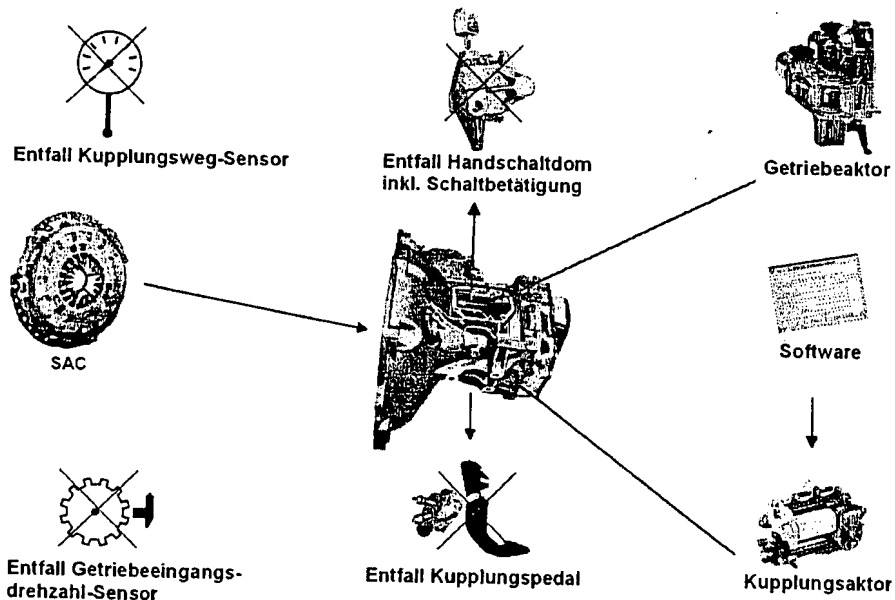 Entfall Kupplungsweg-Sensor
Entfall Handschaltdom
inkl. Schaltbetätigung
Getriebeaktor
SAC
Software
Entfall Getriebeeingangs-
drehzahl-Sensor
Entfall Kupplungspedal
Kupplungsaktor